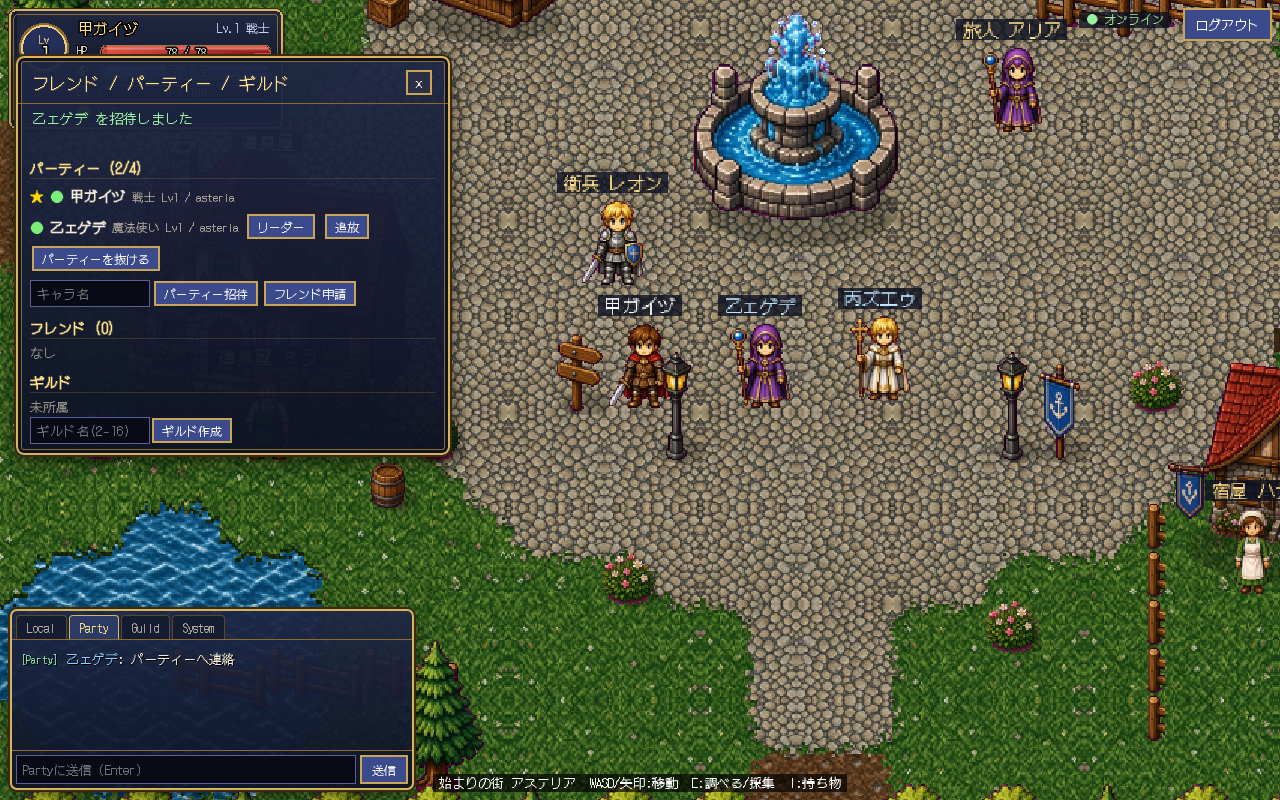 甲ガイヅ Lv.1 戦士
Lv 1
HP 78 / 78
フレンド / パーティー / ギルド x
乙ェゲデ を招待しました
パーティー (2/4)
★ 甲ガイヅ 戦士 Lv1 / asteria
乙ェゲデ 魔法使い Lv1 / asteria リーダー 追放
パーティーを抜ける
キャラ名 パーティー招待 フレンド申請
フレンド (0)
なし
ギルド
未所属
ギルド名(2-16) ギルド作成
旅人 アリア
オンライン
ログアウト
衛兵 レオン
甲ガイヅ
乙ェゲデ
丙ズエゥ
宿屋
道具屋
Local Party Guild System
[Party] 乙ェゲデ: パーティーへ連絡
Partyに送信 (Enter) 送信
始まりの街 アステリア WASD/矢印:移動 E:調べる/採集 I:持ち物